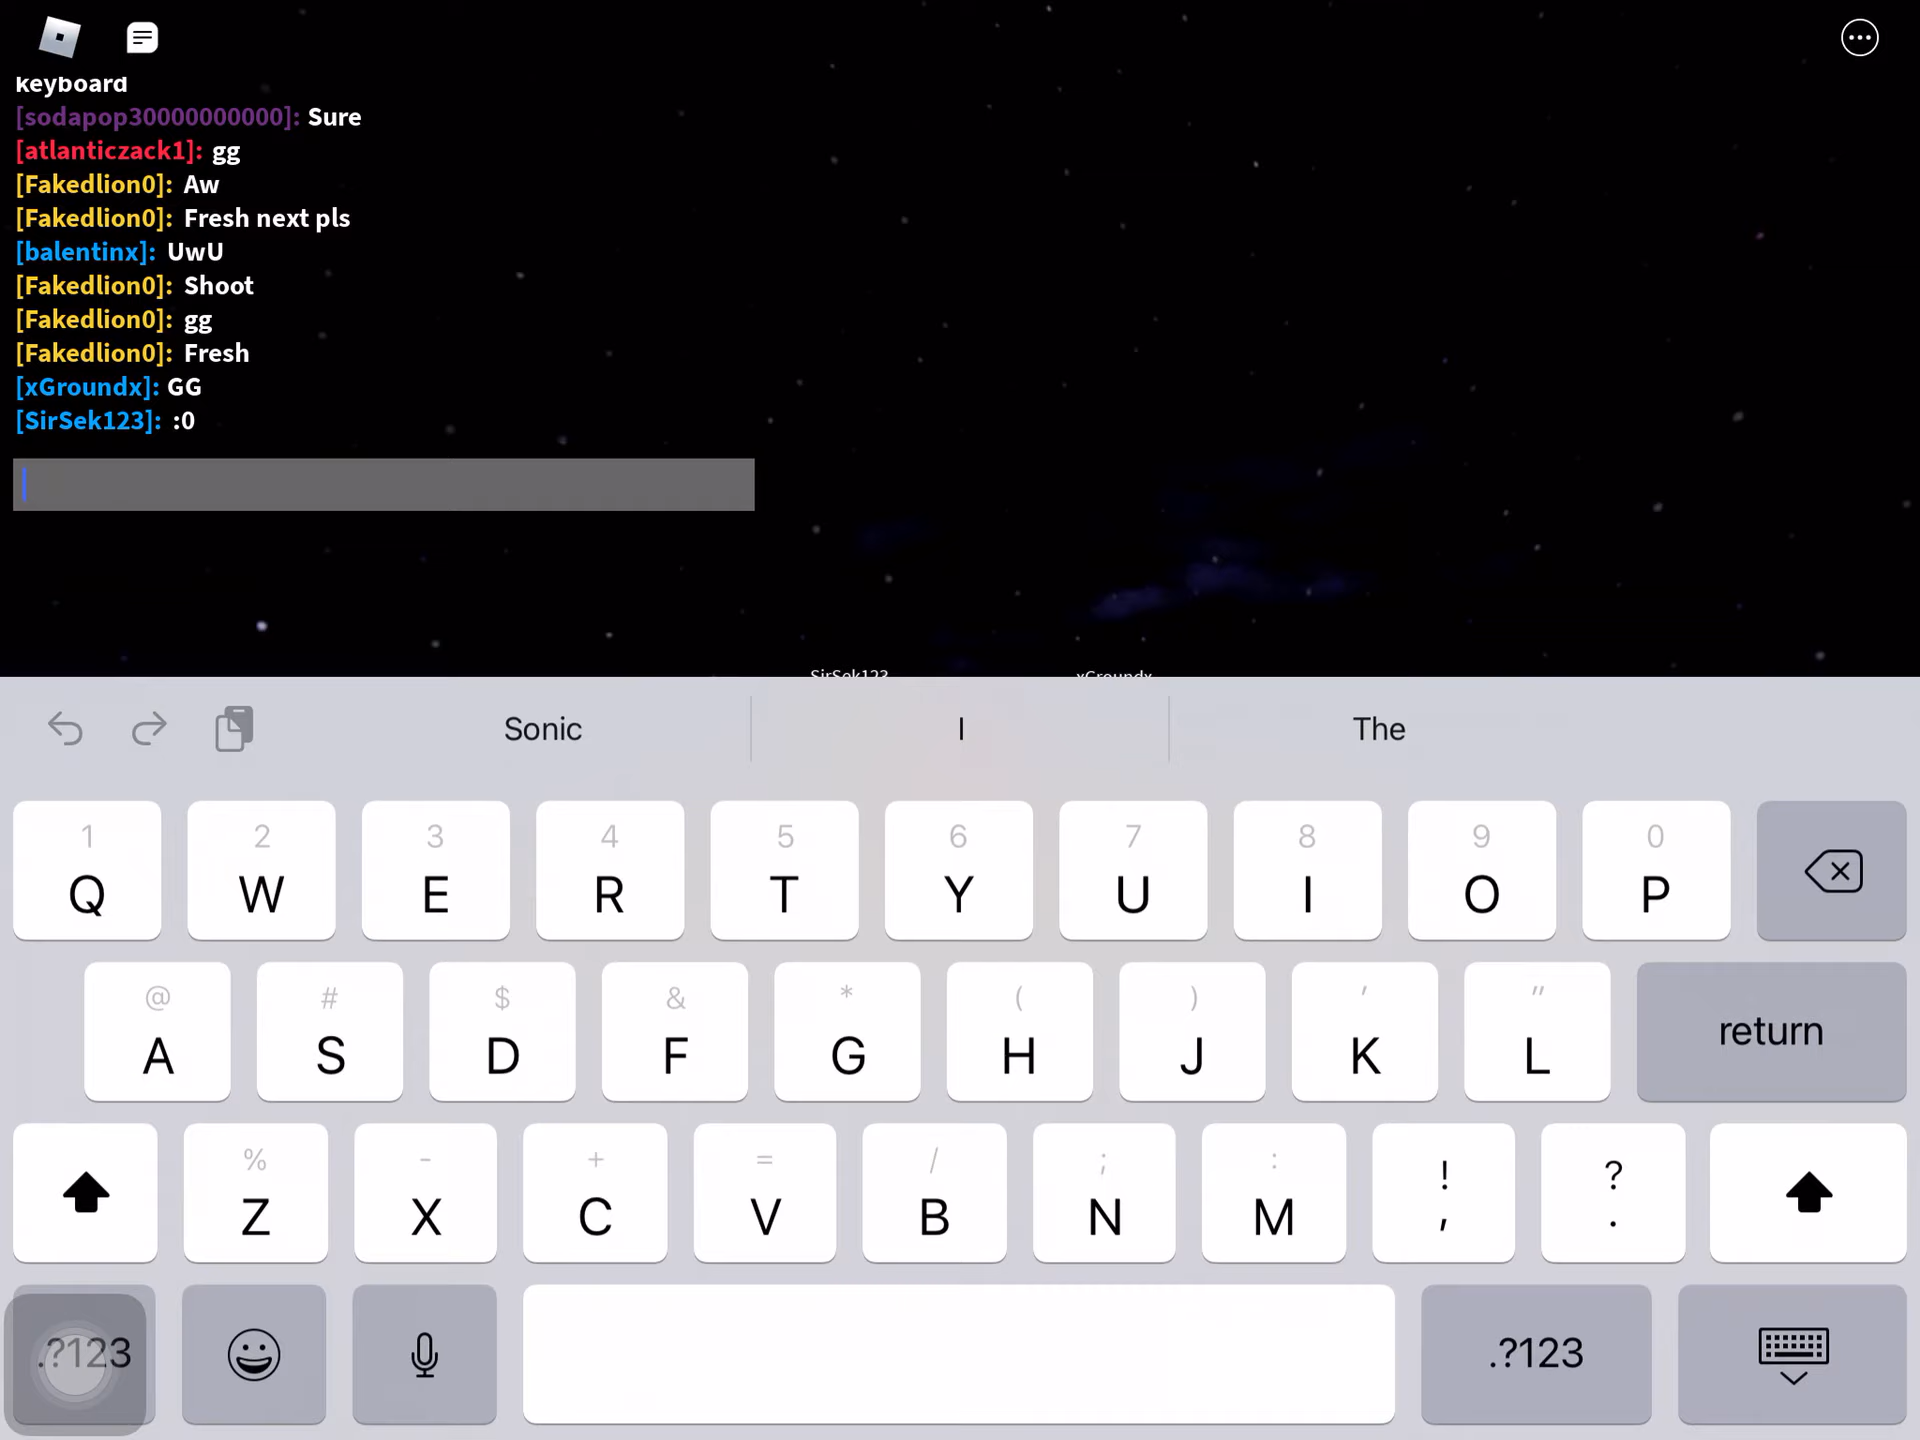 keyboard
[sodapop30000000000]: Sure
[atlanticzack1]: gg
[Fakedlion0]: Aw
[Fakedlion0]: Fresh next pls
[balentinx]: UwU
[Fakedlion0]: Shoot
[Fakedlion0]: gg
[Fakedlion0]: Fresh
[xGroundx]: GG
[SirSek123]: :0
SirSek123 xGroundx
Sonic I The
1 2 3 4 5 6 7 8 9 0
Q W E R T Y U I O P
@ # $ & * ( ) ' "
A S D F G H J K L return
% - + = / ; : ! ?
Z X C V B N M , .
.?123 .?123